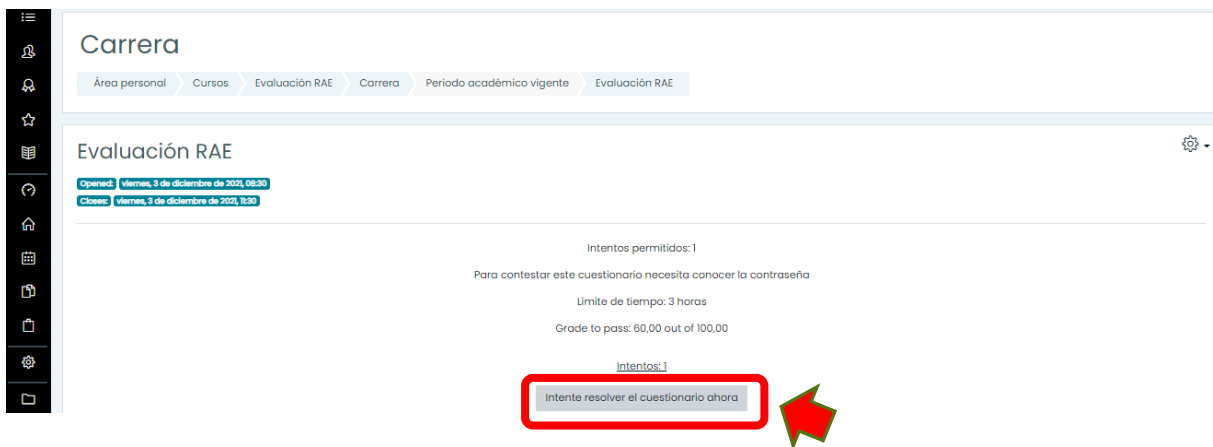 Carrera
Área personal Cursos Evaluación RAE Carrera Periodo académico vigente Evaluación RAE
Evaluación RAE
Opened: viernes, 3 de diciembre de 2021, 08:30
Closes: viernes, 3 de diciembre de 2021, 11:30
Intentos permitidos: 1
Para contestar este cuestionario necesita conocer la contraseña
Límite de tiempo: 3 horas
Grade to pass: 60,00 out of 100,00
Intentos: 1
Intente resolver el cuestionario ahora